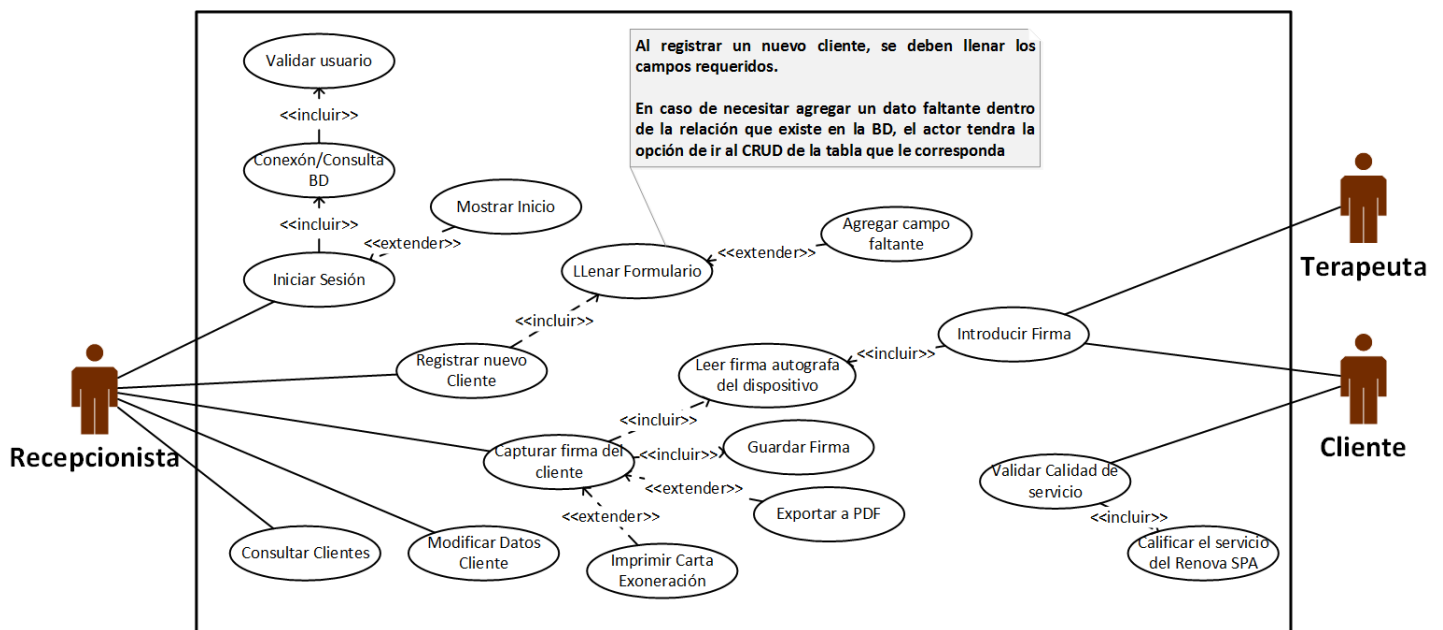 Validar usuario
<<incluir>>
Conexón/Consulta
BD
<<incluir>>
Iniciar Sesión
Mostrar Inicio
<<extender>>
Al registrar un nuevo cliente, se deben llenar los
campos requeridos.
En caso de necesitar agregar un dato faltante dentro
de la relación que existe en la BD, el actor tendra la
opción de ir al CRUD de la tabla que le corresponda
LLenar Formulario
<<extender>>
Agregar campo
faltante
<<incluir>>
Registrar nuevo
Cliente
Leer firma autografa
del dispositivo
<<incluir>>
Introducir Firma
Terapeuta
Recepcionista
<<incluir>>
Capturar firma del
cliente
<<incluir>>
Guardar Firma
<<extender>>
Exportar a PDF
<<extender>>
Imprimir Carta
Exoneración
Consultar Clientes
Modificar Datos
Cliente
Cliente
Validar Calidad de
servicio
<<incluir>>
Calificar el servicio
del Renova SPA